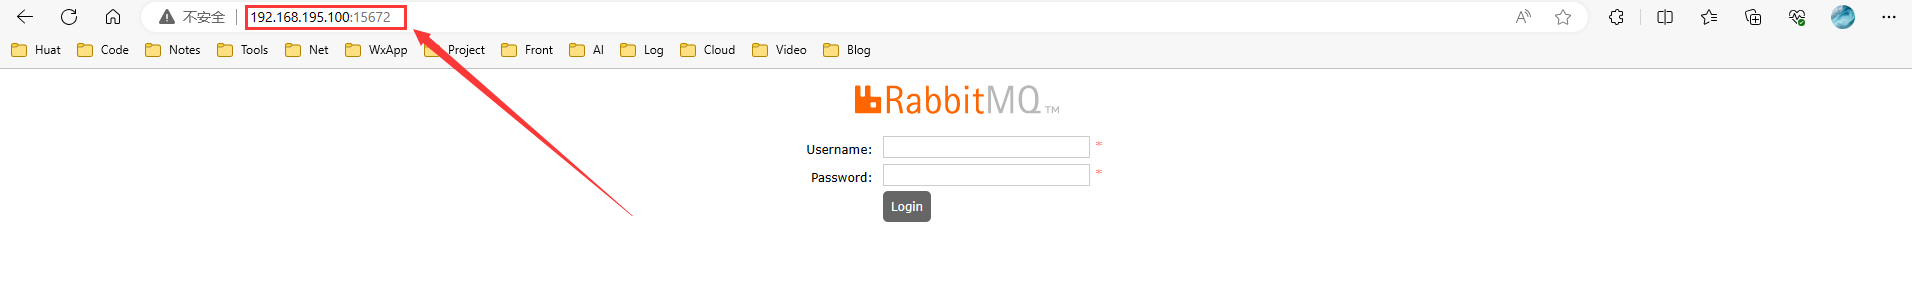 不安全 192.168.195.100:15672
Huat Code Notes Tools Net WxApp Project Front AI Log Cloud Video Blog
RabbitMQ TM
Username: *
Password: *
Login